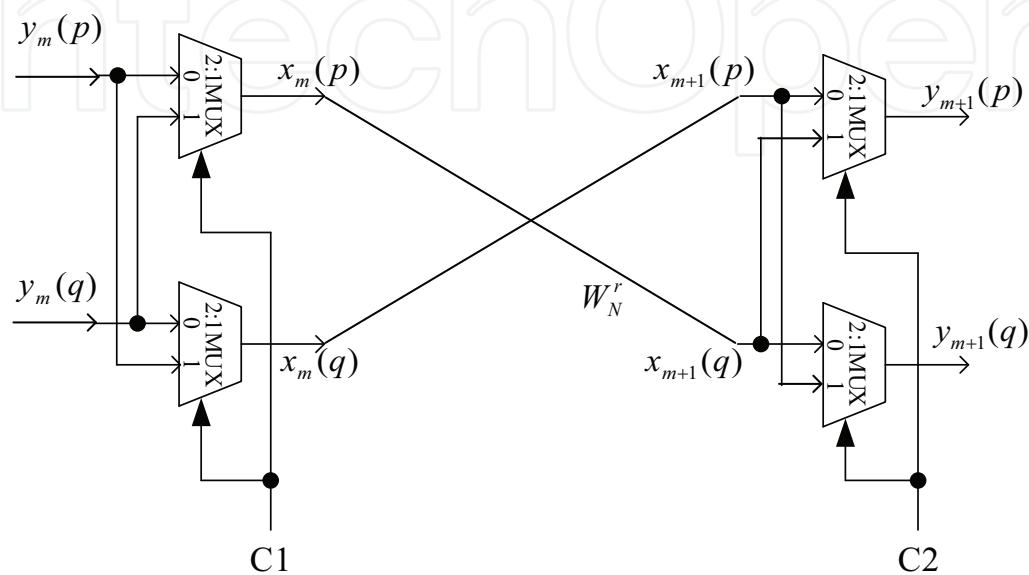 ntechOpen
y_m(p)
2:1MUX
0
1
x_m(p)
x_{m+1}(p)
2:1MUX
0
1
y_{m+1}(p)
y_m(q)
2:1MUX
0
1
x_m(q)
W_N^r
x_{m+1}(q)
2:1MUX
0
1
y_{m+1}(q)
C1
C2